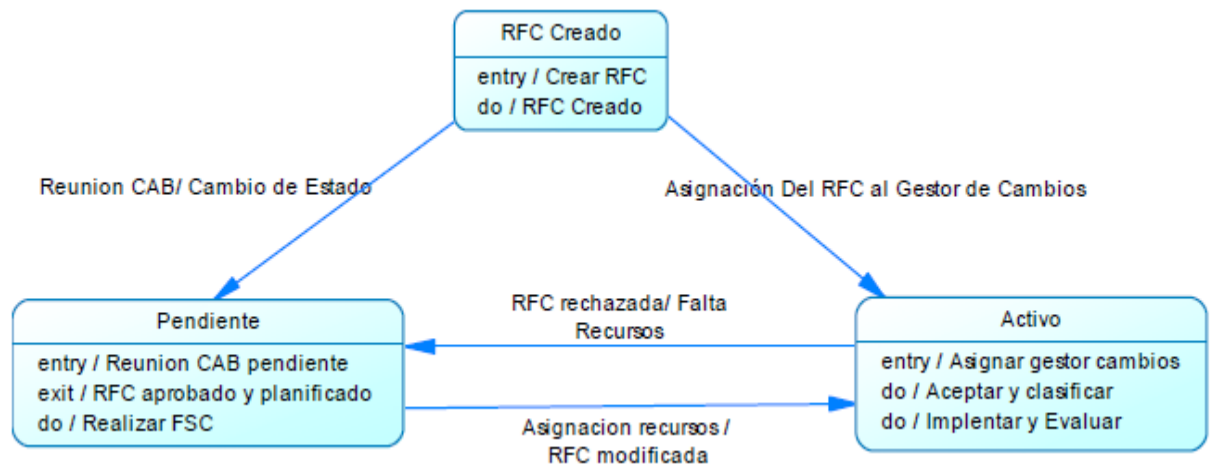 RFC Creado
entry / Crear RFC
do / RFC Creado
Reunion CAB/ Cambio de Estado
Asignación Del RFC al Gestor de Cambios
RFC rechazada/ Falta
Recursos
Pendiente
entry / Reunion CAB pendiente
exit / RFC aprobado y planificado
do / Realizar FSC
Activo
entry / Asignar gestor cambios
do / Aceptar y clasificar
do / Implentar y Evaluar
Asignacion recursos /
RFC modificada